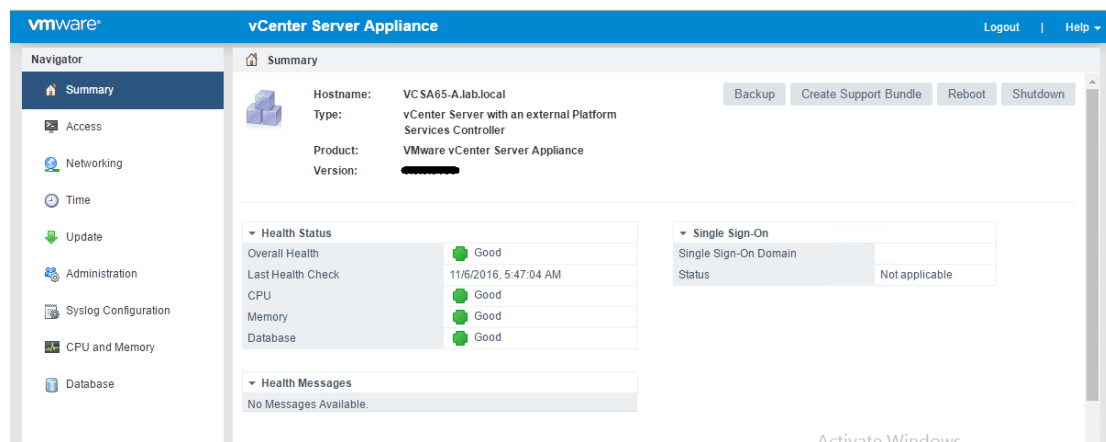 vmware®
vCenter Server Appliance
Logout | Help
Navigator
Summary
Access
Networking
Time
Update
Administration
Syslog Configuration
CPU and Memory
Database
Summary
Hostname: VCSA65-A.lab.local
Type: vCenter Server with an external Platform
Services Controller
Product: VMware vCenter Server Appliance
Version:
Backup Create Support Bundle Reboot Shutdown
Health Status
Overall Health Good
Last Health Check 11/6/2016, 5:47:04 AM
CPU Good
Memory Good
Database Good
Single Sign-On
Single Sign-On Domain
Status Not applicable
Health Messages
No Messages Available.
Activate Windows